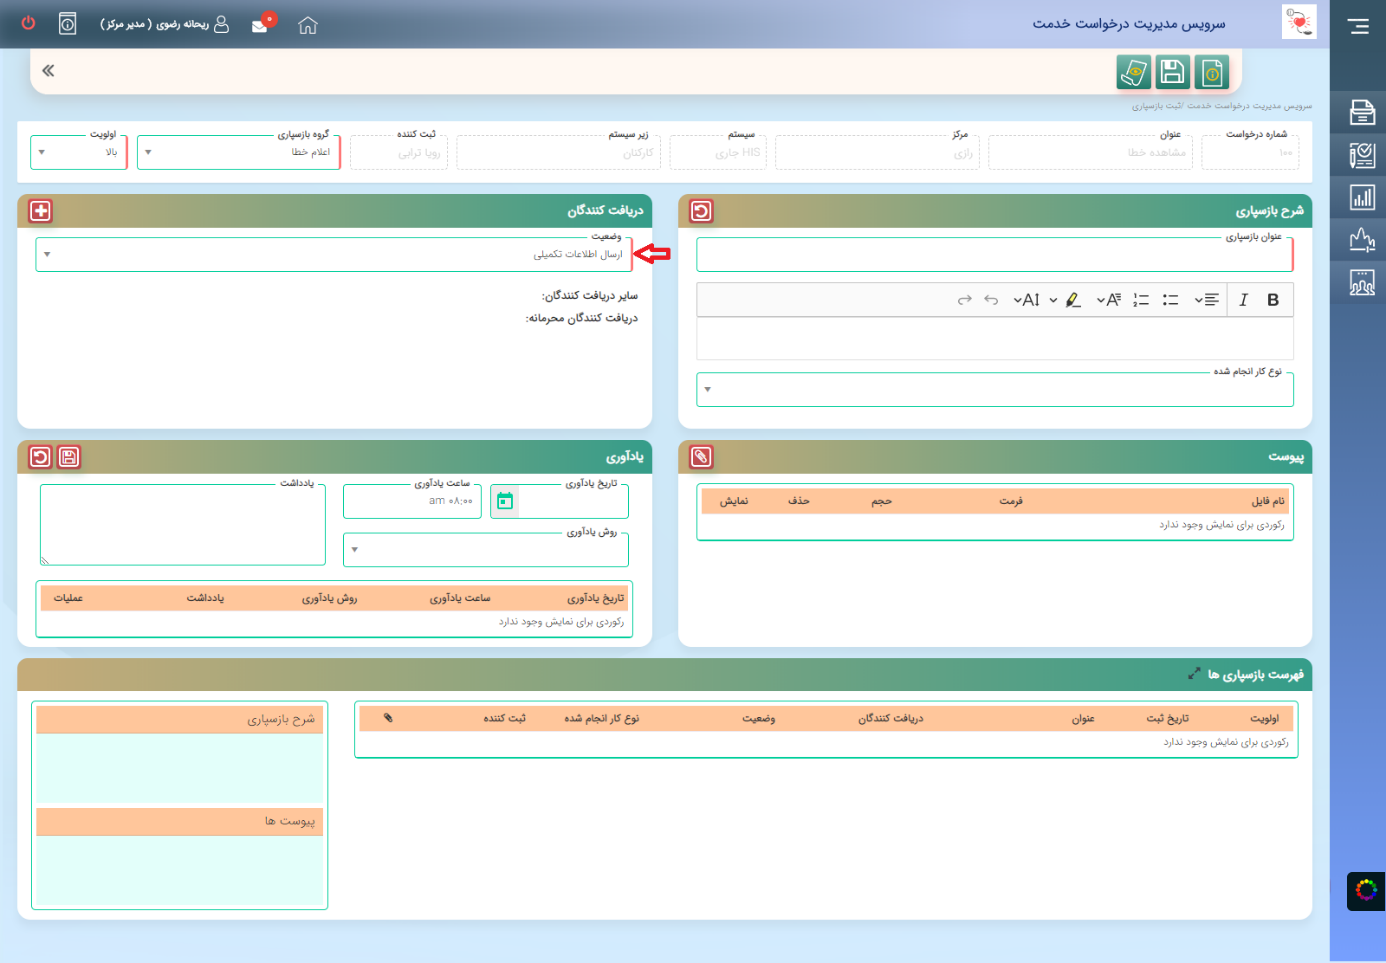 سرویس مدیریت درخواست خدمت
ریحانه رضوی ( مدیر مرکز )
۰
سرویس مدیریت درخواست خدمت /ثبت بازسپاری
شماره درخواست
۱۰۰
عنوان
مشاهده خطا
مرکز
رازی
سیستم
HIS جاری
زیر سیستم
کارکنان
ثبت کننده
رویا ترابی
گروه بازسپاری
اعلام خطا
اولویت
بالا
شرح بازسپاری
عنوان بازسپاری
B I A
نوع کار انجام شده
دریافت کنندگان
وضعیت
ارسال اطلاعات تکمیلی
سایر دریافت کنندگان:
دریافت کنندگان محرمانه:
پیوست
نام فایل فرمت حجم حذف نمایش
رکوردی برای نمایش وجود ندارد
یادآوری
تاریخ یادآوری
ساعت یادآوری
۰۸:۰۰ am
یادداشت
روش یادآوری
تاریخ یادآوری ساعت یادآوری روش یادآوری یادداشت عملیات
رکوردی برای نمایش وجود ندارد
فهرست بازسپاری ها
اولویت تاریخ ثبت عنوان دریافت کنندگان وضعیت نوع کار انجام شده ثبت کننده
رکوردی برای نمایش وجود ندارد
شرح بازسپاری
پیوست ها